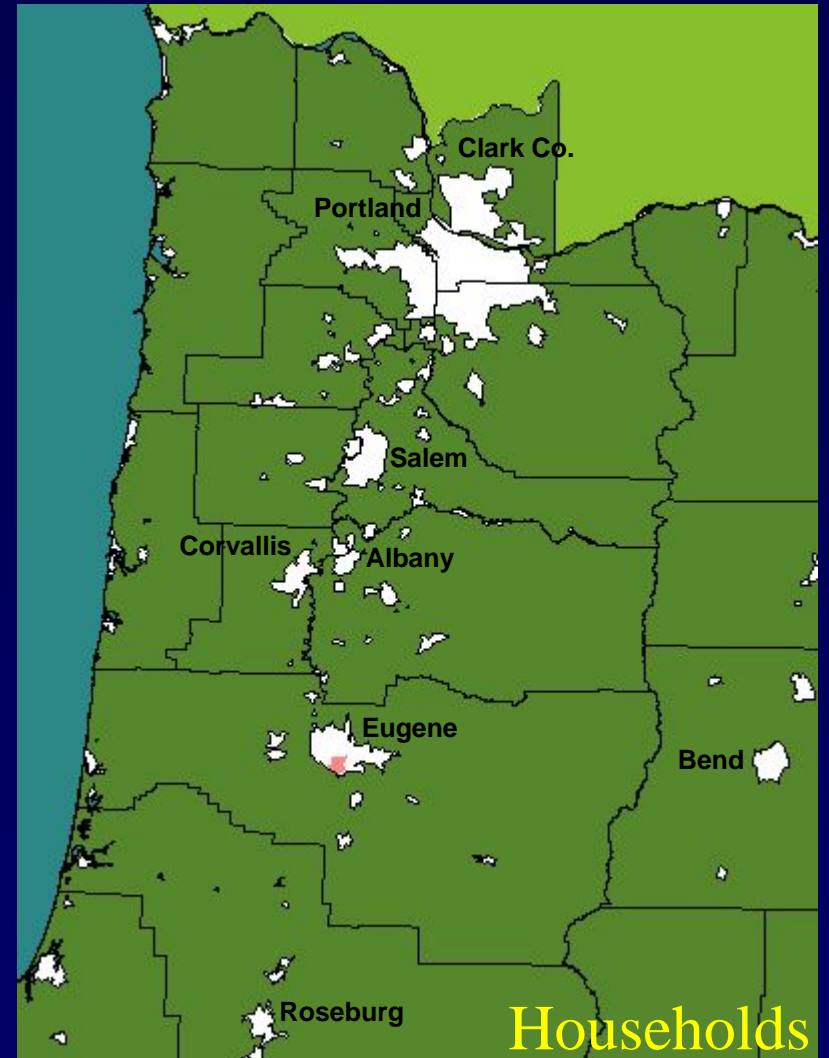 Clark Co.
Portland
Salem
Corvallis
Albany
Eugene
Bend
Roseburg
Households